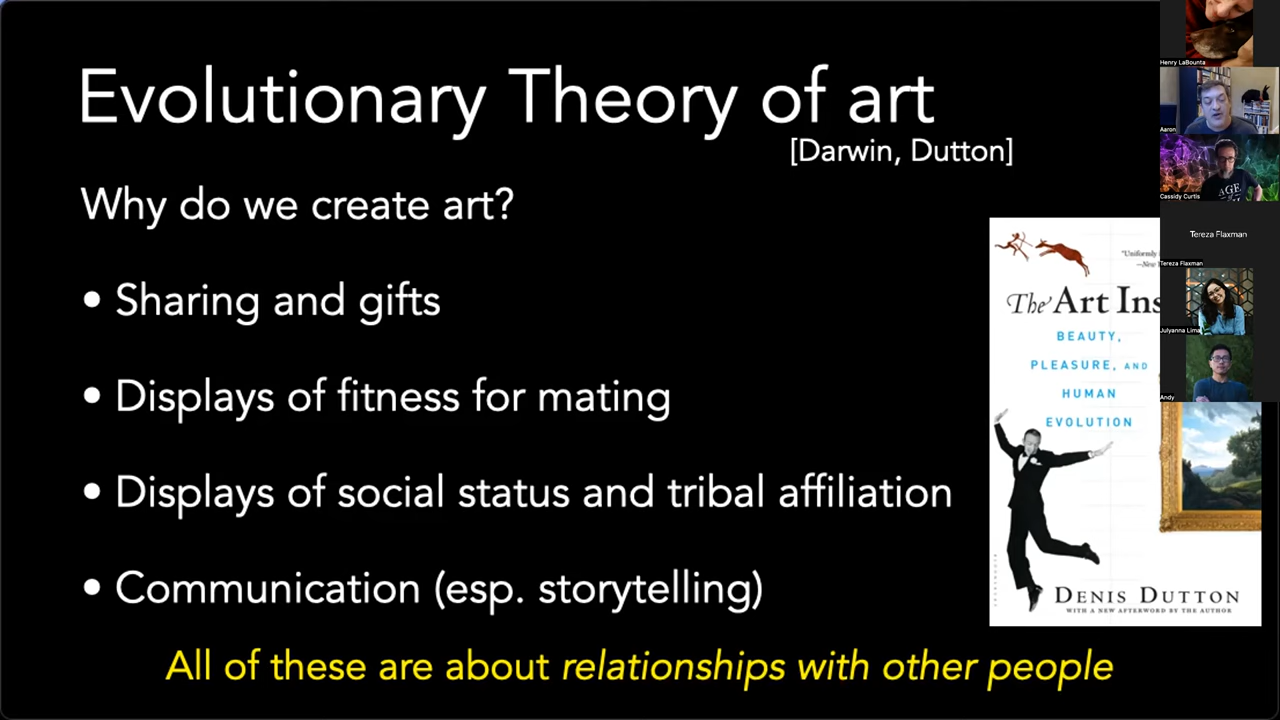 Evolutionary Theory of art
[Darwin, Dutton]
Why do we create art?
• Sharing and gifts
• Displays of fitness for mating
• Displays of social status and tribal affiliation
• Communication (esp. storytelling)
All of these are about relationships with other people
"Uniformly
—New
The Art Ins
BEAUTY,
PLEASURE, AND
HUMAN
EVOLUTION
DENIS DUTTON
WITH A NEW AFTERWORD BY THE AUTHOR
Henry LaBounta
Aaron
AGE
Cassidy Curtis
Tereza Flaxman
Tereza Flaxman
Julyanna Lima
Andy